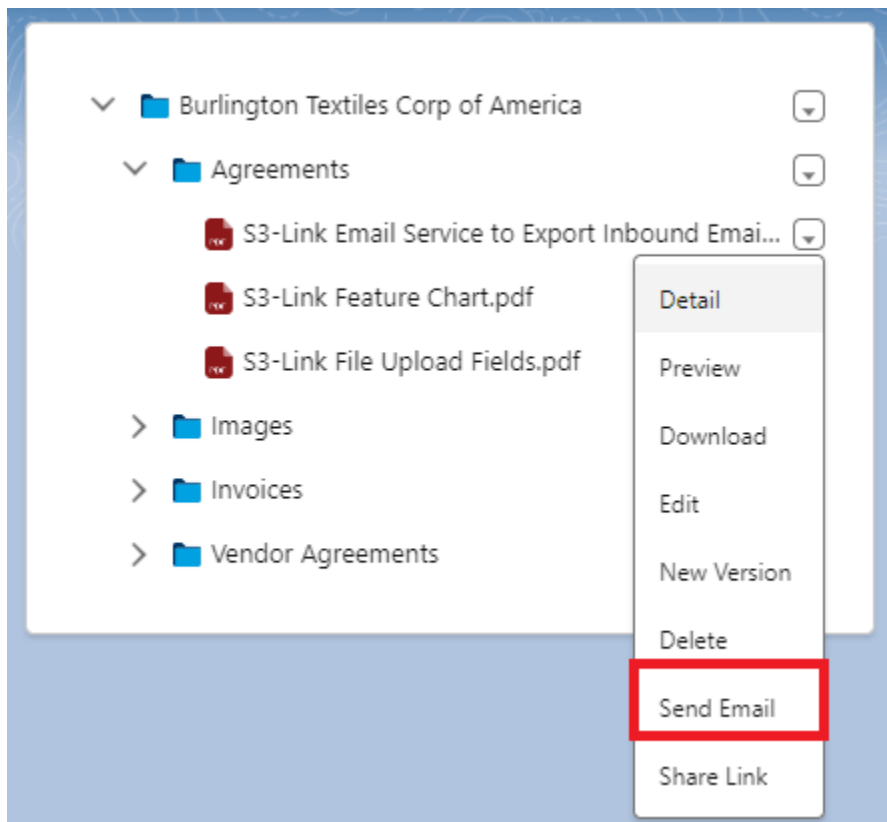 Burlington Textiles Corp of America
Agreements
S3-Link Email Service to Export Inbound Emai...
S3-Link Feature Chart.pdf
S3-Link File Upload Fields.pdf
Images
Invoices
Vendor Agreements
Detail
Preview
Download
Edit
New Version
Delete
Send Email
Share Link